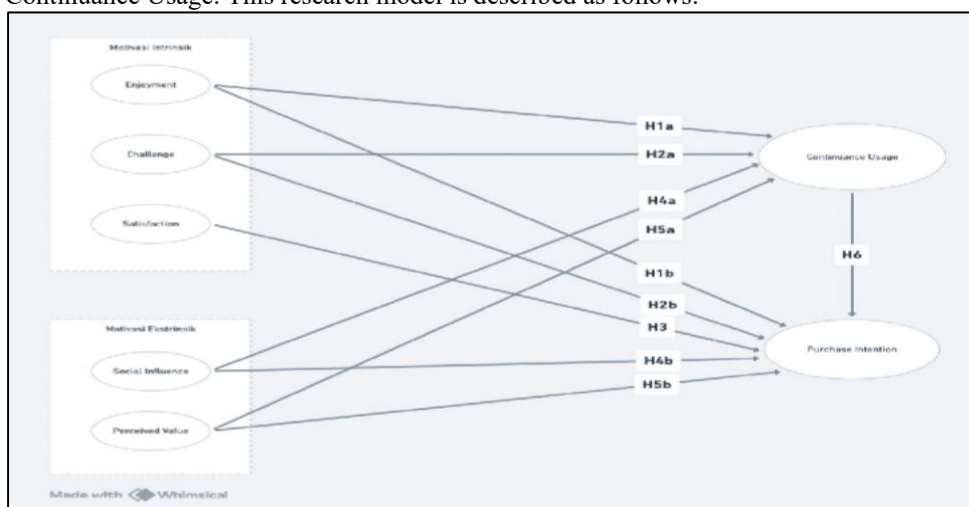 Continuance Usage. This research model is described as follows:
Motivasi Intrinsik
Enjoyment
Challenge
Satisfaction
Motivasi Ekstrinsik
Social Influence
Perceived Value
H1a
H2a
H4a
H5a
H1b
H2b
H3
H4b
H5b
Continuance Usage
H6
Purchase Intention
Made with Whimsical